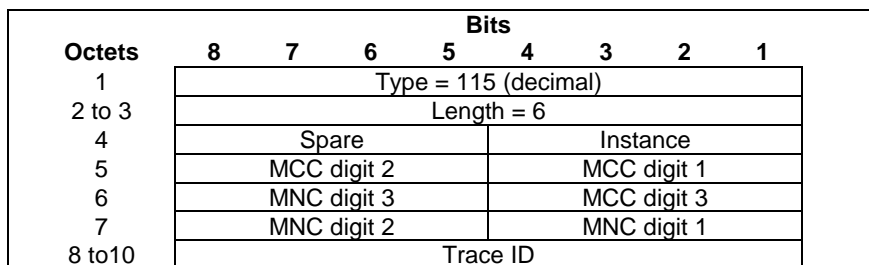 Bits
Octets 8 7 6 5 4 3 2 1
1 Type = 115 (decimal)
2 to 3 Length = 6
4 Spare Instance
5 MCC digit 2 MCC digit 1
6 MNC digit 3 MCC digit 3
7 MNC digit 2 MNC digit 1
8 to10 Trace ID